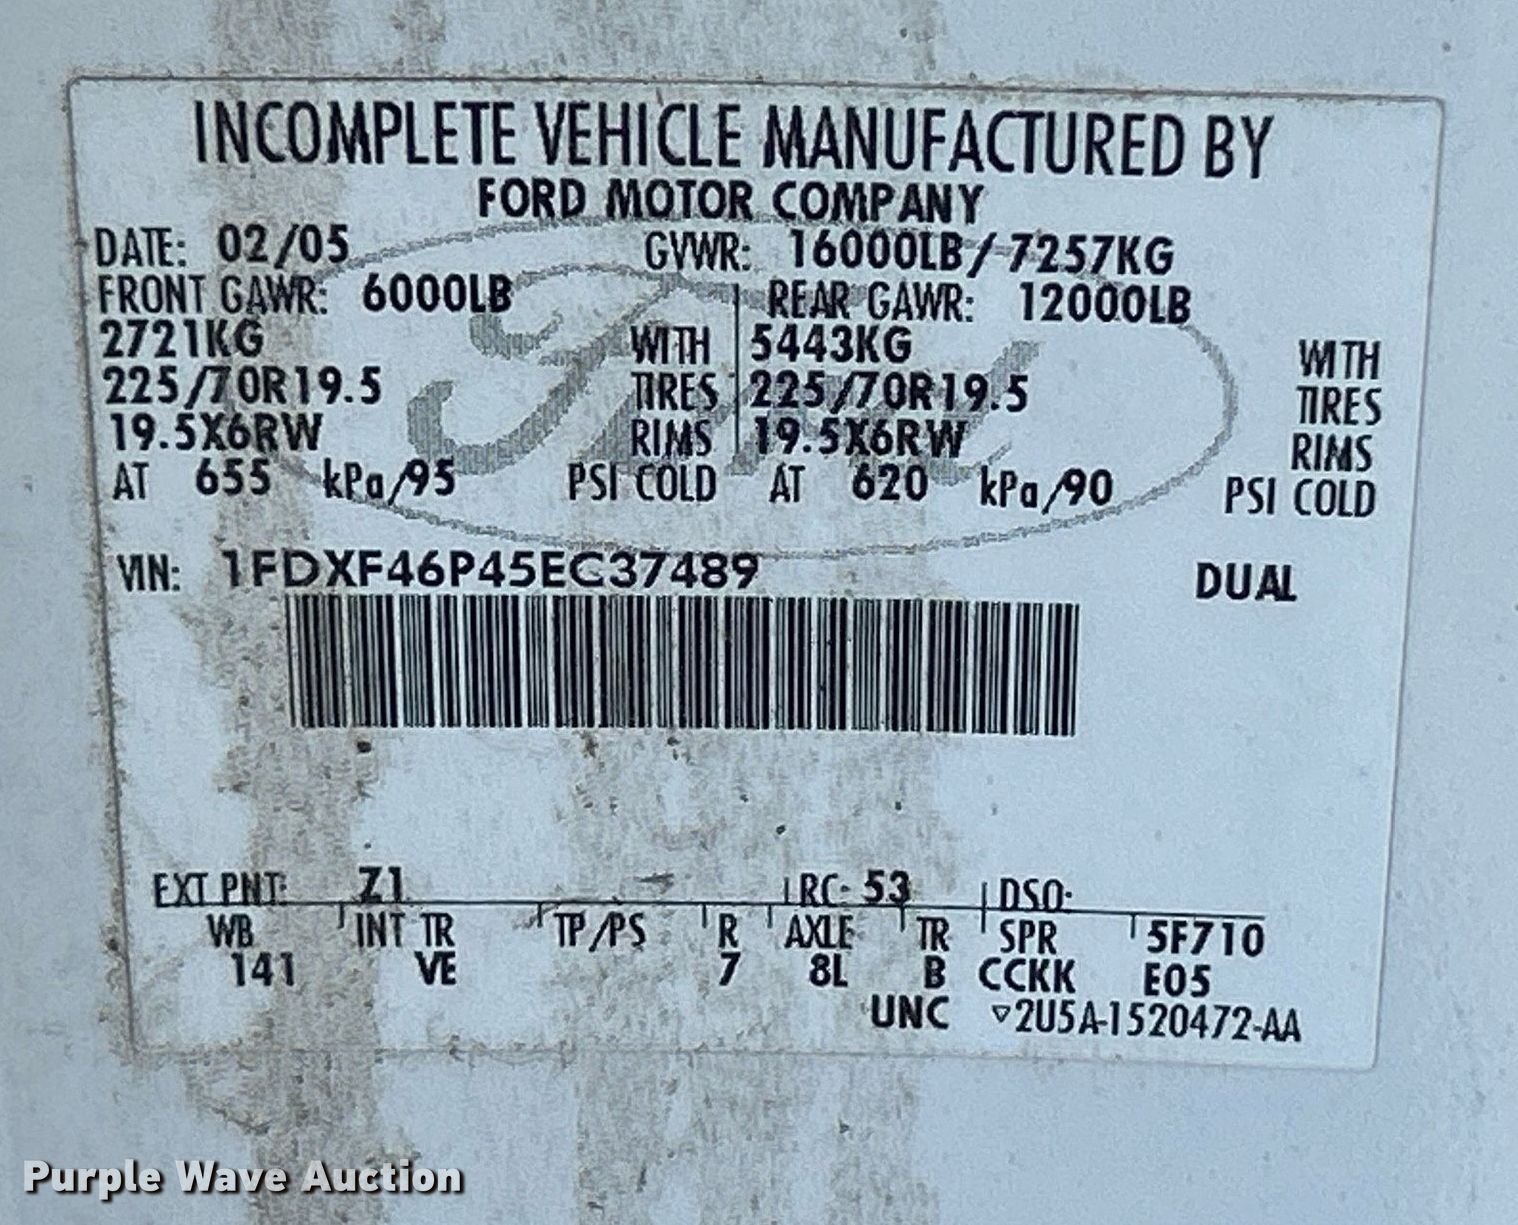 INCOMPLETE VEHICLE MANUFACTURED BY
FORD MOTOR COMPANY
DATE: 02/05 GVWR: 16000LB/ 7257KG
FRONT GAWR: 6000LB REAR GAWR: 12000LB
2721KG WITH 5443KG WITH
225/70R19.5 TIRES 225/70R19.5 TIRES
19.5X6RW RIMS 19.5X6RW RIMS
AT 655 kPa/95 PSI COLD AT 620 kPa/90 PSI COLD
VIN: 1FDXF46P45EC37489 DUAL
EXT PNT: Z1 RC: 53 DSO:
WB INT TR TP/PS R AXLE TR SPR 5F710
141 VE 7 8L B CCKK E05
UNC ▽2U5A-1520472-AA
Ford
Purple Wave Auction